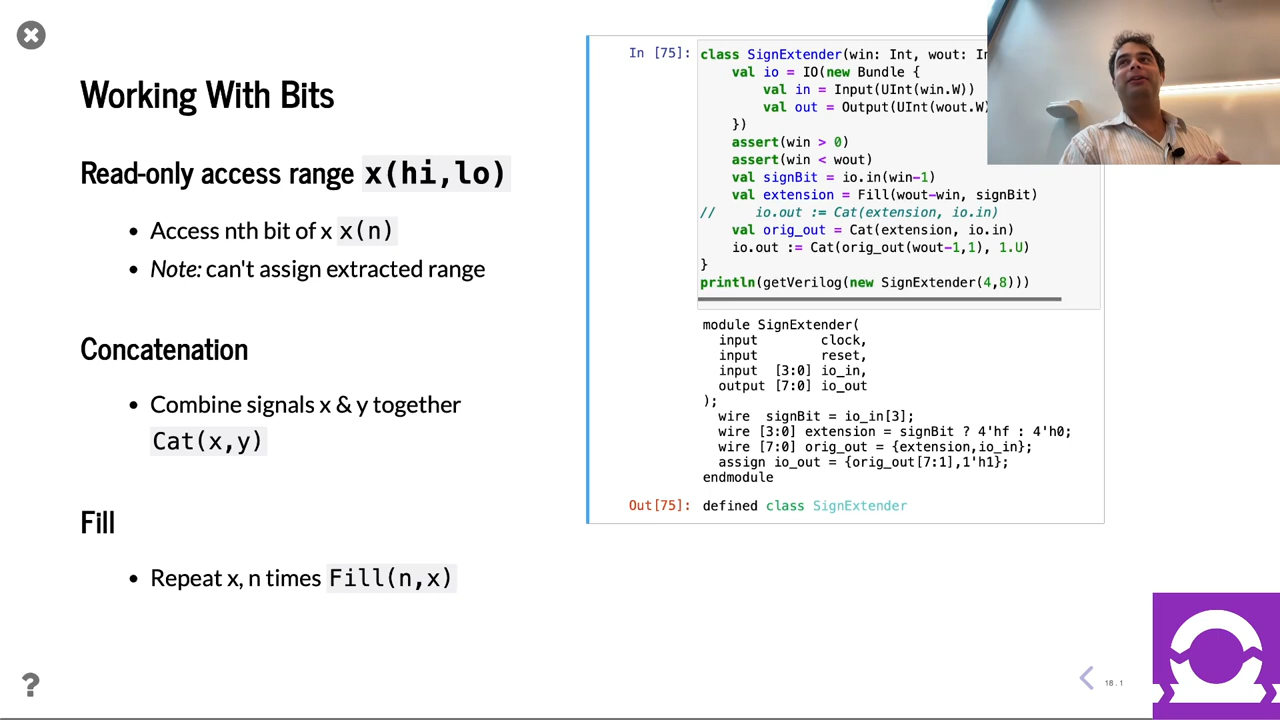 Working With Bits
Read-only access range x(hi,lo)
• Access nth bit of x x(n)
• Note: can't assign extracted range
Concatenation
• Combine signals x & y together
Cat(x,y)
Fill
• Repeat x, n times Fill(n,x)
In [75]: class SignExtender(win: Int, wout: In
val io = IO(new Bundle {
val in = Input(UInt(win.W))
val out = Output(UInt(wout.W)
})
assert(win > 0)
assert(win < wout)
val signBit = io.in(win-1)
val extension = Fill(wout-win, signBit)
// io.out := Cat(extension, io.in)
val orig_out = Cat(extension, io.in)
io.out := Cat(orig_out(wout-1,1), 1.U)
}
println(getVerilog(new SignExtender(4,8)))
module SignExtender(
input clock,
input reset,
input [3:0] io_in,
output [7:0] io_out
);
wire signBit = io_in[3];
wire [3:0] extension = signBit ? 4'hf : 4'h0;
wire [7:0] orig_out = {extension,io_in};
assign io_out = {orig_out[7:1],1'h1};
endmodule
Out[75]: defined class SignExtender
?
18.1